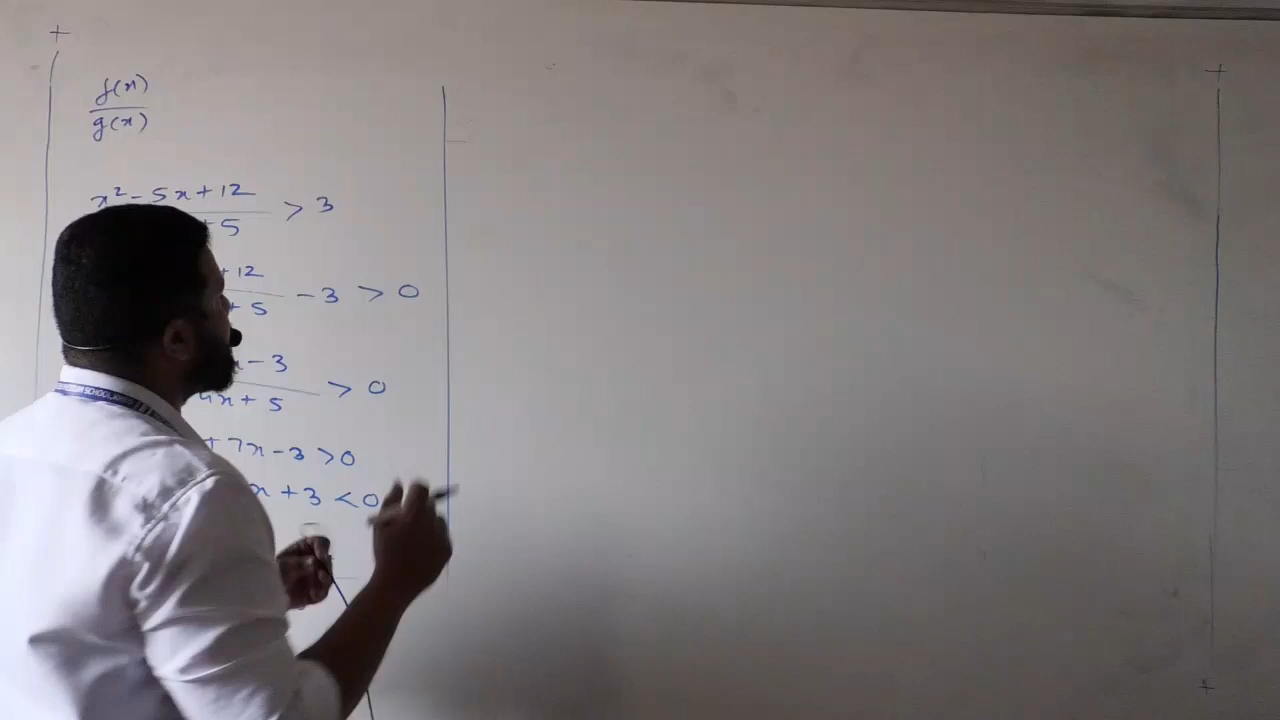 f(x)
g(x)
x² - 5x + 12 > 3
+ 5
+ 12
+ 5 - 3 > 0
x - 3
4x + 5 > 0
+ 7x - 3 > 0
x + 3 < 0